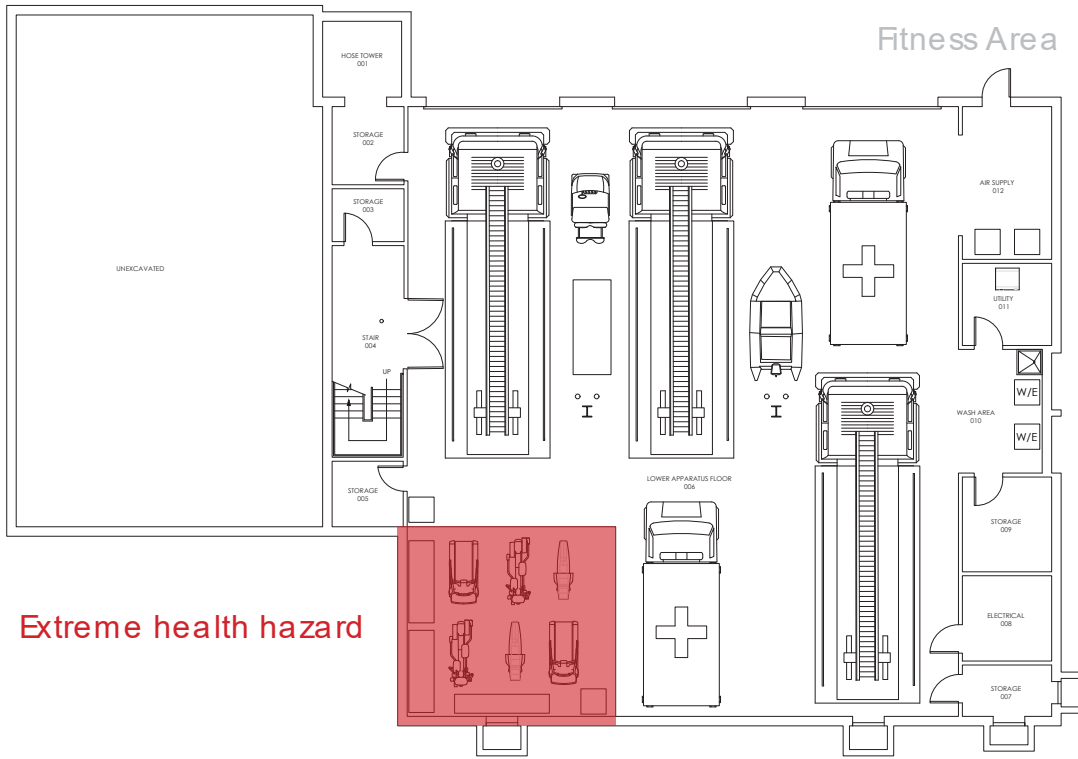 Fitness Area
HOSE TOWER
001
STORAGE
002
AIR SUPPLY
012
STORAGE
003
UNEXCAVATED
UTILITY
011
STAIR
004
UP
W/E
WASH AREA
010
W/E
LOWER APPARATUS FLOOR
006
STORAGE
005
STORAGE
009
Extreme health hazard
ELECTRICAL
008
STORAGE
007